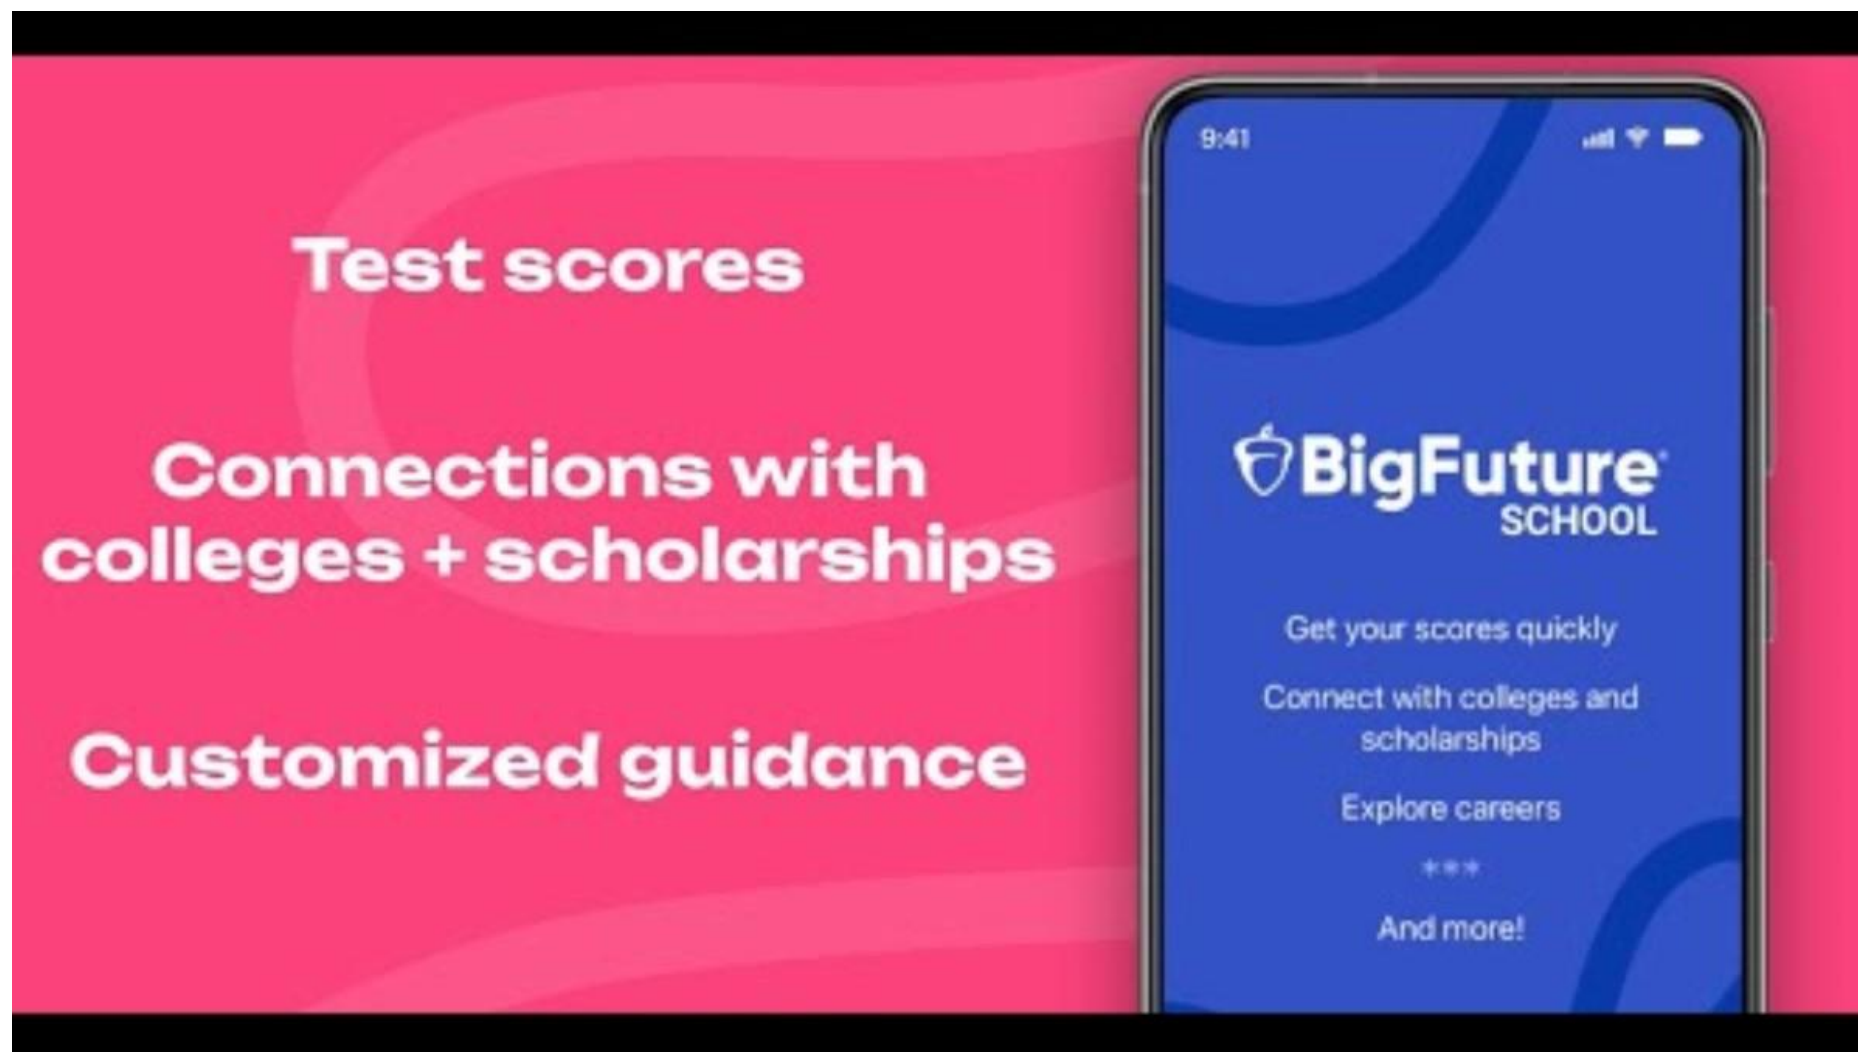 Test scores
Connections with
colleges + scholarships
Customized guidance
9:41
BigFuture®
SCHOOL
Get your scores quickly
Connect with colleges and
scholarships
Explore careers
***
And more!